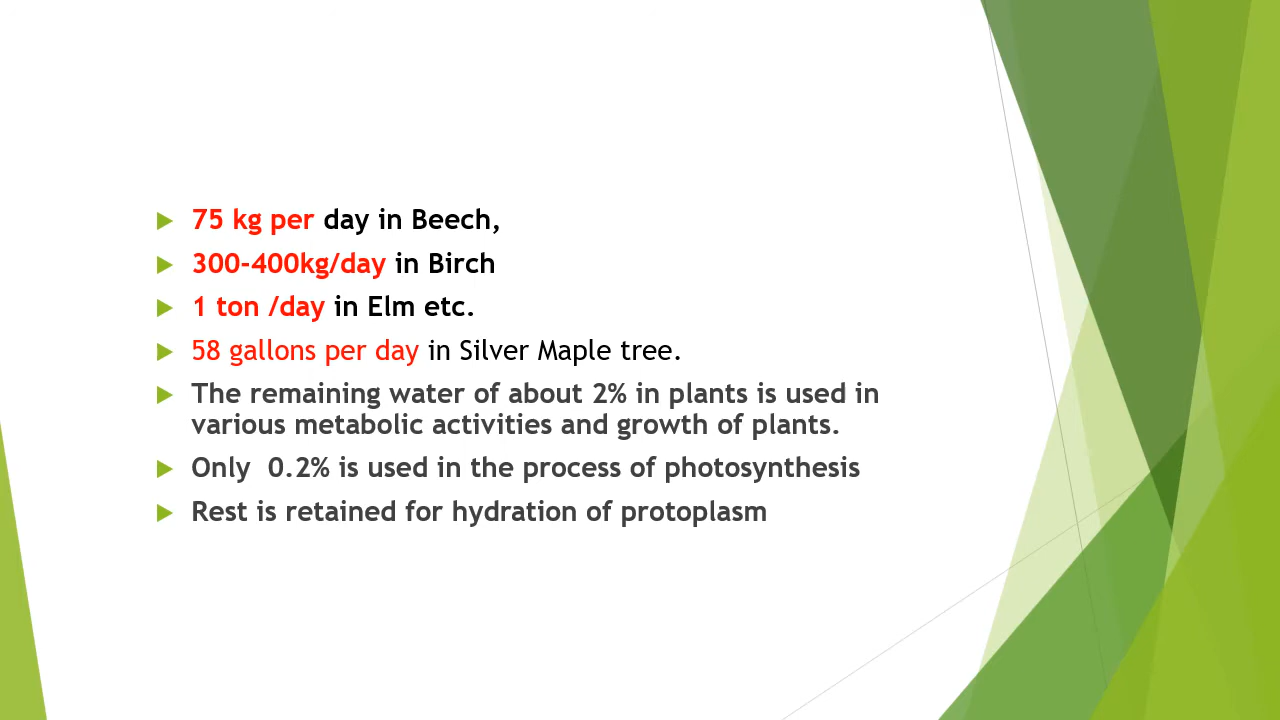 75 kg per day in Beech,
300-400kg/day in Birch
1 ton /day in Elm etc.
58 gallons per day in Silver Maple tree.
The remaining water of about 2% in plants is used in
various metabolic activities and growth of plants.
Only  0.2% is used in the process of photosynthesis
Rest is retained for hydration of protoplasm